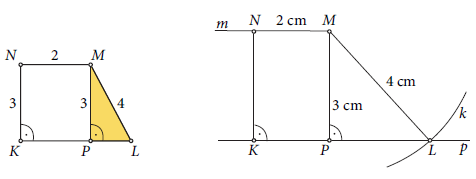 N 2 M
3 3 4
K P L
m N 2 cm M
4 cm
3 cm
k
K P L p